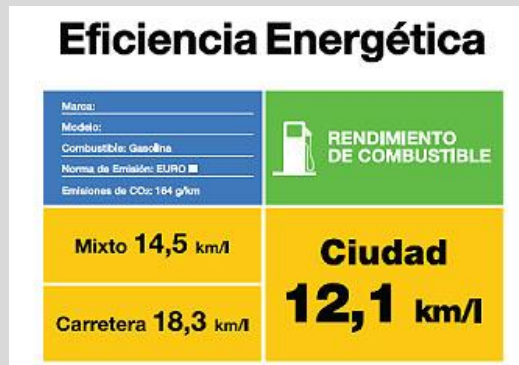 Eficiencia Energética
Marca:
Modelo:
Combustible: Gasolina
Norma de Emisión: EURO
Emisiones de CO₂: 164 g/km
RENDIMIENTO
DE COMBUSTIBLE
Mixto 14,5 km/l
Carretera 18,3 km/l
Ciudad
12,1 km/l